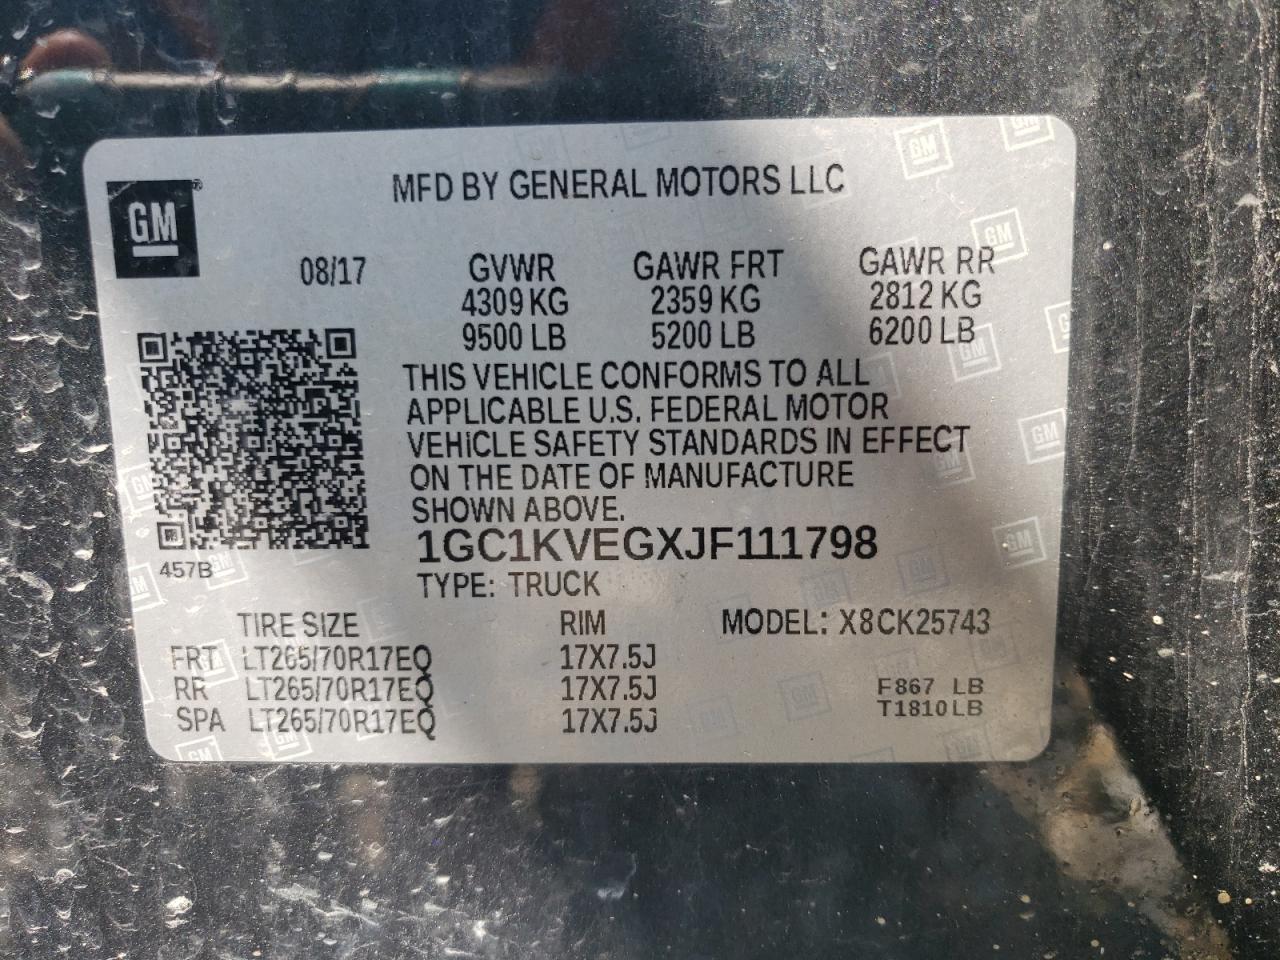 MFD BY GENERAL MOTORS LLC
GM
08/17 GVWR GAWR FRT GAWR RR
4309 KG 2359 KG 2812 KG
9500 LB 5200 LB 6200 LB
THIS VEHICLE CONFORMS TO ALL
APPLICABLE U.S. FEDERAL MOTOR
VEHICLE SAFETY STANDARDS IN EFFECT
ON THE DATE OF MANUFACTURE
SHOWN ABOVE.
1GC1KVEGXJF111798
457B
TYPE: TRUCK
TIRE SIZE RIM MODEL: X8CK25743
FRT LT265/70R17EQ 17X7.5J
RR LT265/70R17EQ 17X7.5J F867 LB
SPA LT265/70R17EQ 17X7.5J T1810LB